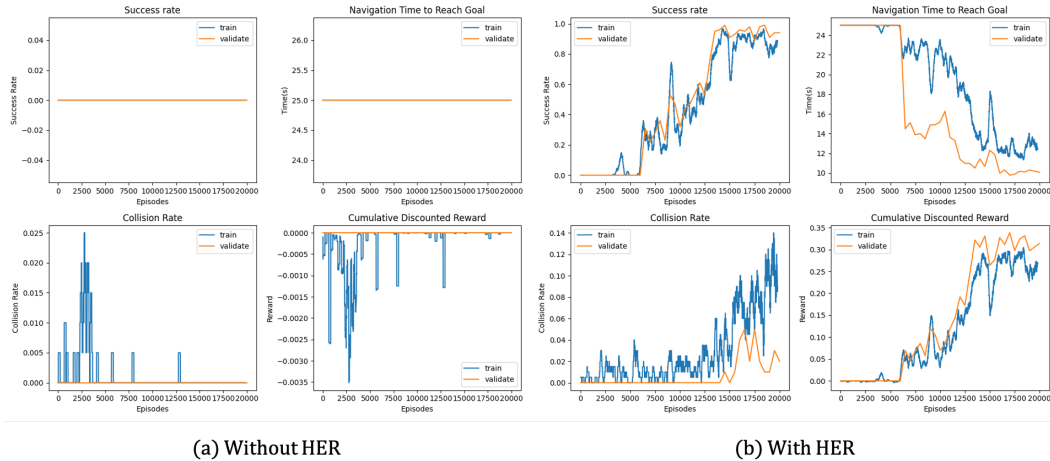 Success rate
Success Rate
0.04
0.02
0.00
−0.02
−0.04
train
validate
0 2500 5000 7500 10000 12500 15000 17500 20000
Episodes
Navigation Time to Reach Goal
Time(s)
26.0
25.5
25.0
24.5
24.0
train
validate
0 2500 5000 7500 10000 12500 15000 17500 20000
Episodes
Success rate
Success Rate
1.0
0.8
0.6
0.4
0.2
0.0
train
validate
0 2500 5000 7500 10000 12500 15000 17500 20000
Episodes
Navigation Time to Reach Goal
Time(s)
24
22
20
18
16
14
12
10
train
validate
0 2500 5000 7500 10000 12500 15000 17500 20000
Episodes
Collision Rate
Collision Rate
0.025
0.020
0.015
0.010
0.005
0.000
train
validate
0 2500 5000 7500 10000 12500 15000 17500 20000
Episodes
Cumulative Discounted Reward
Reward
0.0000
−0.0005
−0.0010
−0.0015
−0.0020
−0.0025
−0.0030
−0.0035
train
validate
0 2500 5000 7500 10000 12500 15000 17500 20000
Episodes
Collision Rate
Collision Rate
0.14
0.12
0.10
0.08
0.06
0.04
0.02
0.00
train
validate
0 2500 5000 7500 10000 12500 15000 17500 20000
Episodes
Cumulative Discounted Reward
Reward
0.35
0.30
0.25
0.20
0.15
0.10
0.05
0.00
train
validate
0 2500 5000 7500 10000 12500 15000 17500 20000
Episodes
(a) Without HER
(b) With HER